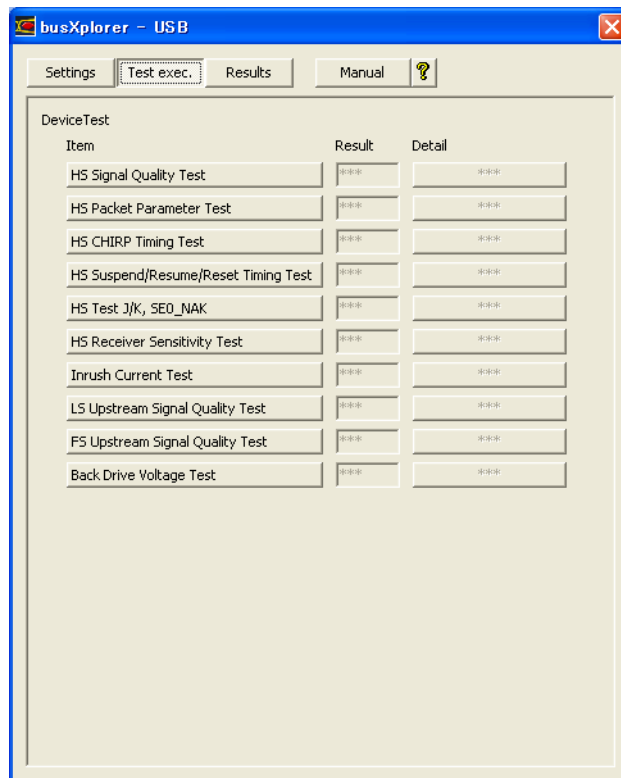 busXplorer - USB
Settings Test exec. Results Manual ?
DeviceTest
Item Result Detail
HS Signal Quality Test *** ***
HS Packet Parameter Test *** ***
HS CHIRP Timing Test *** ***
HS Suspend/Resume/Reset Timing Test *** ***
HS Test J/K, SE0_NAK *** ***
HS Receiver Sensitivity Test *** ***
Inrush Current Test *** ***
LS Upstream Signal Quality Test *** ***
FS Upstream Signal Quality Test *** ***
Back Drive Voltage Test *** ***